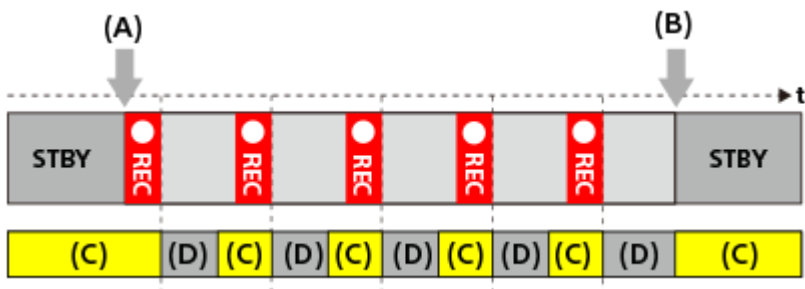 (A) (B)
t
STBY REC REC REC REC REC STBY
(C) (D) (C) (D) (C) (D) (C) (D) (C) (D) (C)